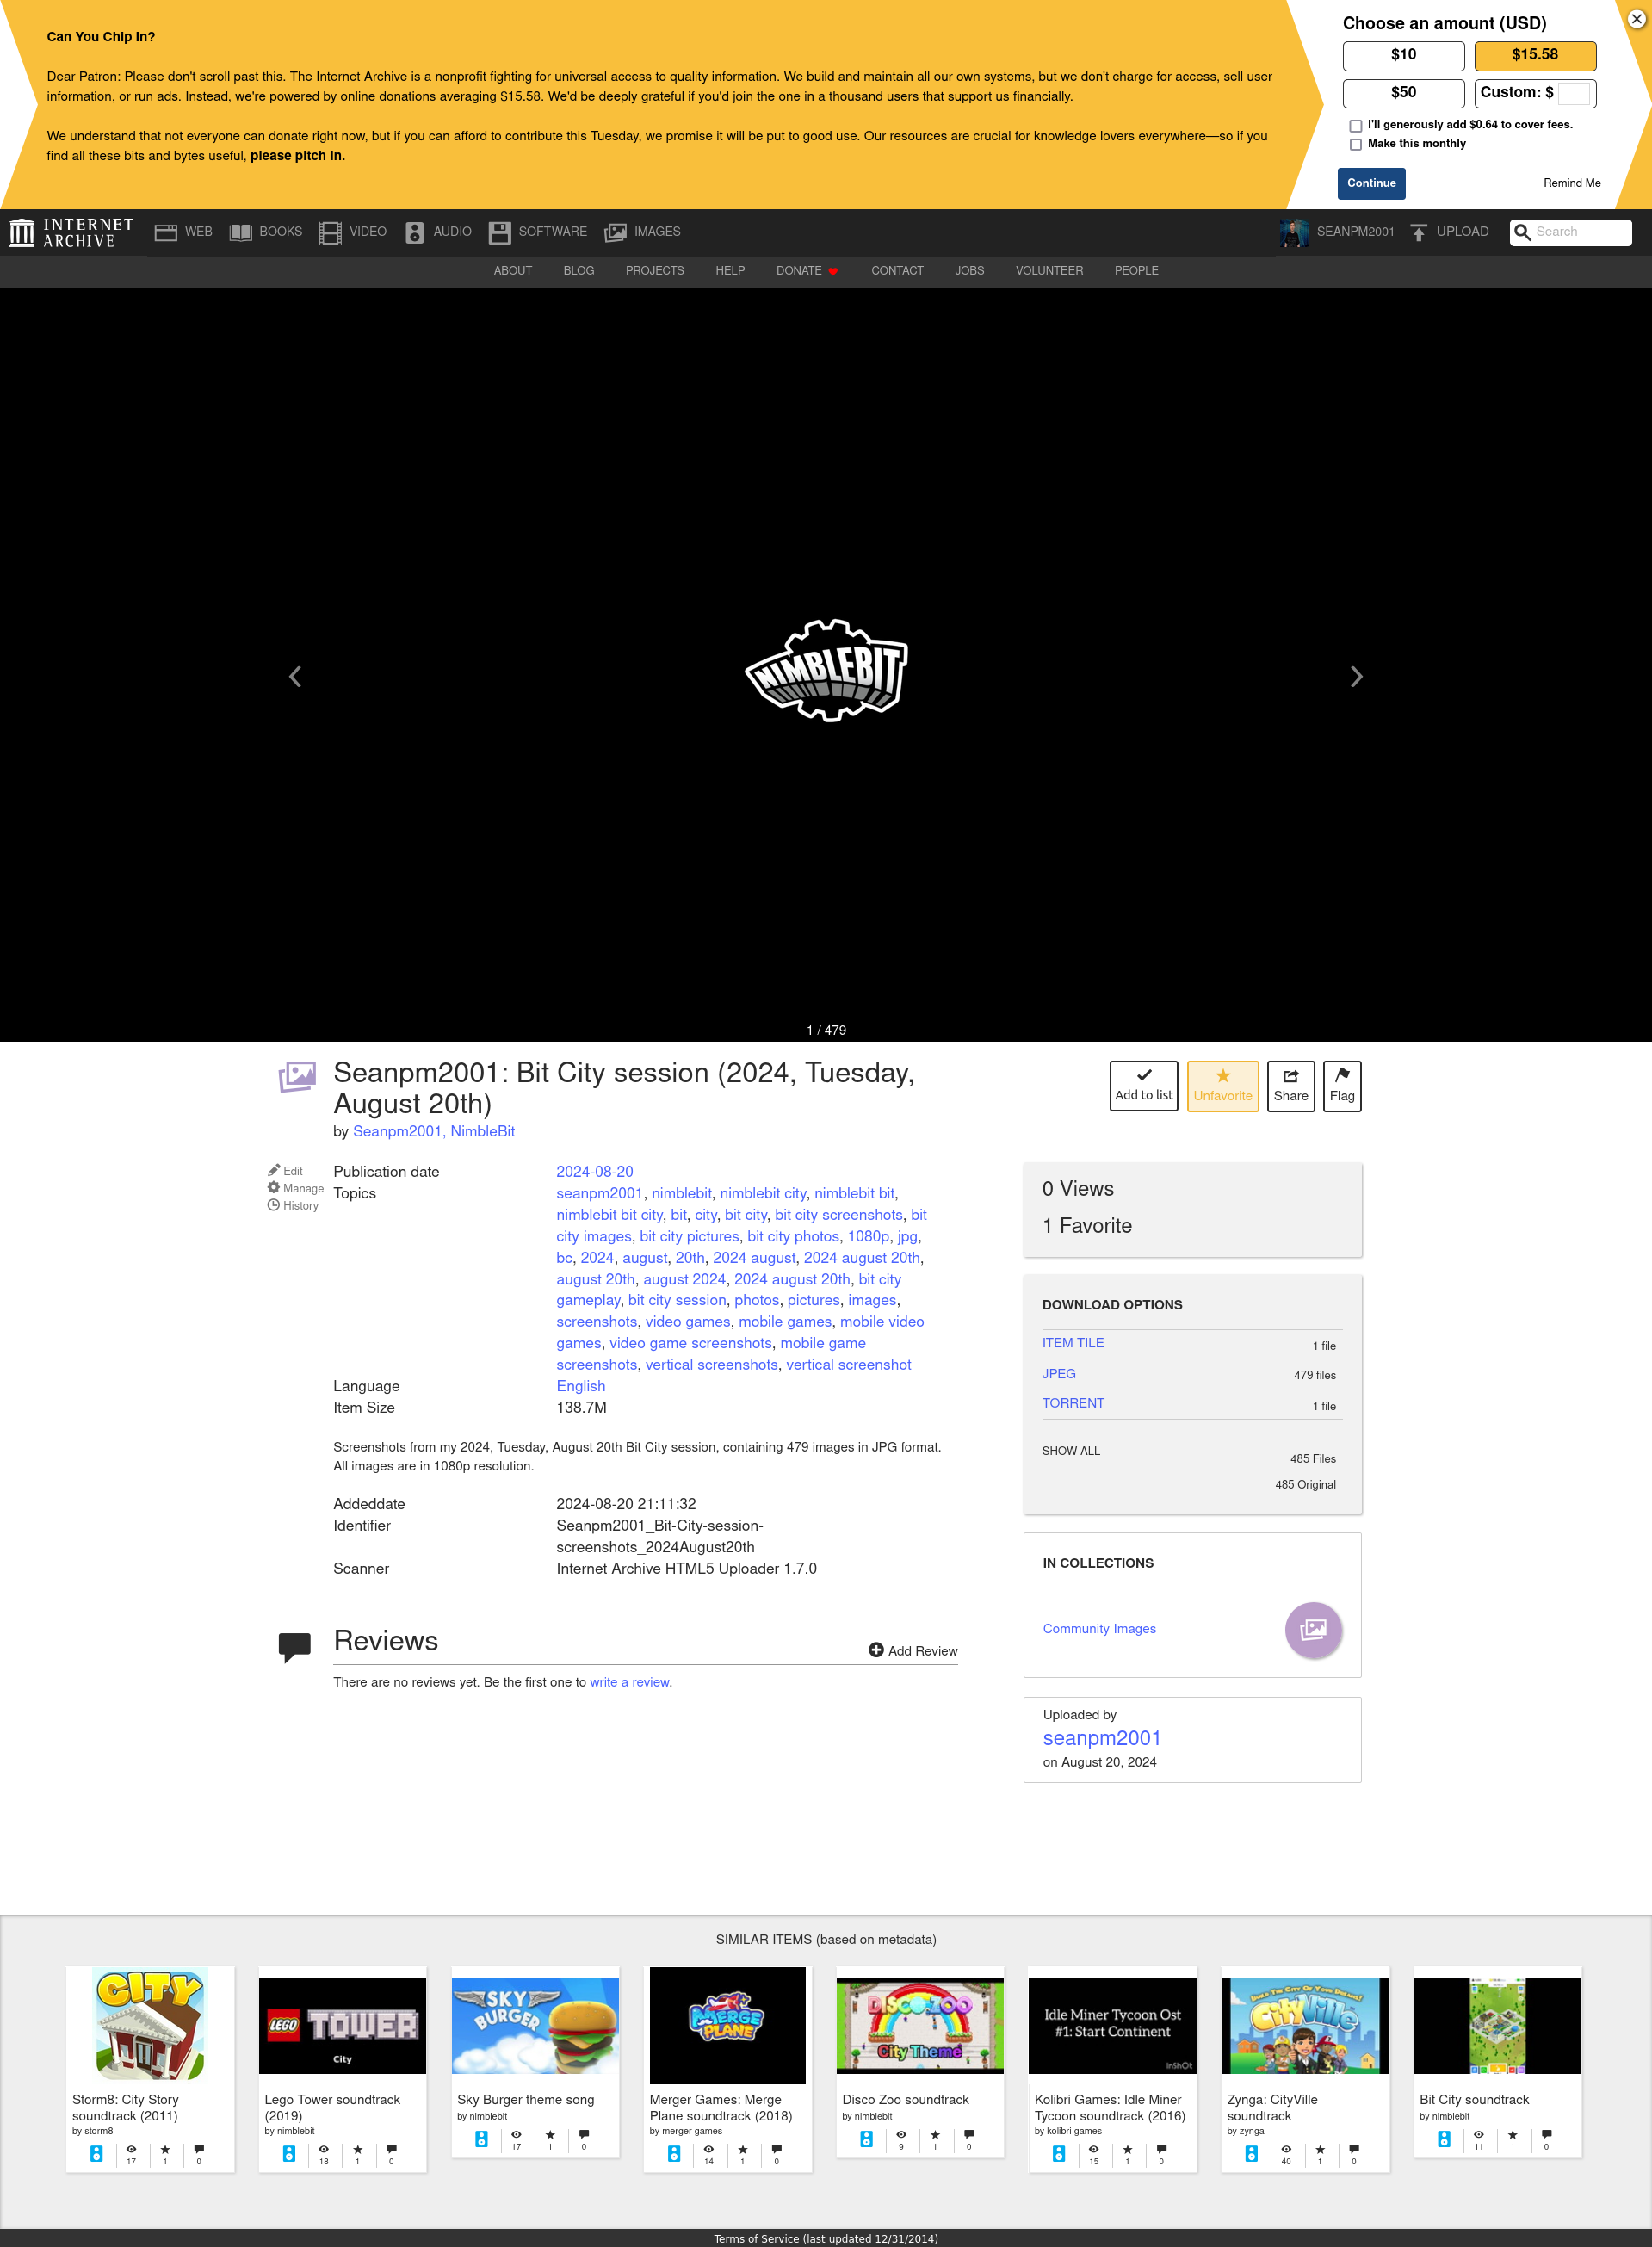 Can You Chip In?
Dear Patron: Please don't scroll past this. The Internet Archive is a nonprofit fighting for universal access to quality information. We build and maintain all our own systems, but we don’t charge for access, sell user
information, or run ads. Instead, we're powered by online donations averaging $15.58. We'd be deeply grateful if you'd join the one in a thousand users that support us financially.
We understand that not everyone can donate right now, but if you can afford to contribute this Tuesday, we promise it will be put to good use. Our resources are crucial for knowledge lovers everywhere—so if you
find all these bits and bytes useful, please pitch in.
Choose an amount (USD)
$10
$15.58
$50
Custom: $
I'll generously add $0.64 to cover fees.
Make this monthly
Continue
Remind Me
INTERNET
ARCHIVE
WEB
BOOKS
VIDEO
AUDIO
SOFTWARE
IMAGES
SEANPM2001
UPLOAD
Search
ABOUT
BLOG
PROJECTS
HELP
DONATE
CONTACT
JOBS
VOLUNTEER
PEOPLE
NIMBLEBIT
1 / 479
Seanpm2001: Bit City session (2024, Tuesday,
August 20th)
by Seanpm2001, NimbleBit
Add to list
Unfavorite
Share
Flag
Edit
Manage
History
Publication date
2024-08-20
Topics
seanpm2001, nimblebit, nimblebit city, nimblebit bit,
nimblebit bit city, bit, city, bit city, bit city screenshots, bit
city images, bit city pictures, bit city photos, 1080p, jpg,
bc, 2024, august, 20th, 2024 august, 2024 august 20th,
august 20th, august 2024, 2024 august 20th, bit city
gameplay, bit city session, photos, pictures, images,
screenshots, video games, mobile games, mobile video
games, video game screenshots, mobile game
screenshots, vertical screenshots, vertical screenshot
Language
English
Item Size
138.7M
Screenshots from my 2024, Tuesday, August 20th Bit City session, containing 479 images in JPG format.
All images are in 1080p resolution.
Addeddate
2024-08-20 21:11:32
Identifier
Seanpm2001_Bit-City-session-
screenshots_2024August20th
Scanner
Internet Archive HTML5 Uploader 1.7.0
Reviews
Add Review
There are no reviews yet. Be the first one to write a review.
0 Views
1 Favorite
DOWNLOAD OPTIONS
ITEM TILE
1 file
JPEG
479 files
TORRENT
1 file
SHOW ALL
485 Files
485 Original
IN COLLECTIONS
Community Images
Uploaded by
seanpm2001
on August 20, 2024
SIMILAR ITEMS (based on metadata)
CITY
Storm8: City Story
soundtrack (2011)
by storm8
17
1
0
LEGO TOWER
City
Lego Tower soundtrack
(2019)
by nimblebit
18
1
0
SKY
BURGER
Sky Burger theme song
by nimblebit
17
1
0
MERGE
PLANE
Merger Games: Merge
Plane soundtrack (2018)
by merger games
14
1
0
DISCO ZOO
City Theme
Disco Zoo soundtrack
by nimblebit
9
1
0
Idle Miner Tycoon Ost
#1: Start Continent
InShOt
Kolibri Games: Idle Miner
Tycoon soundtrack (2016)
by kolibri games
15
1
0
BUILD THE CITY OF YOUR DREAMS!
CityVille
Zynga: CityVille
soundtrack
by zynga
40
1
0
Bit City soundtrack
by nimblebit
11
1
0
Terms of Service (last updated 12/31/2014)